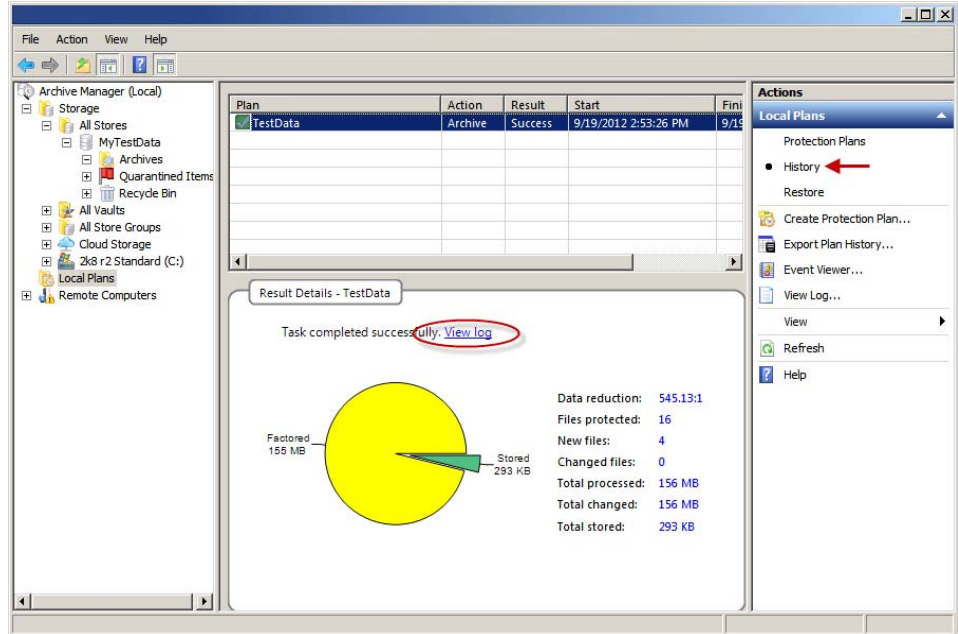 File Action View Help
Archive Manager (Local)
Storage
All Stores
MyTestData
Archives
Quarantined Items
Recycle Bin
All Vaults
All Store Groups
Cloud Storage
2k8 r2 Standard (C:)
Local Plans
Remote Computers
Plan Action Result Start Fini
TestData Archive Success 9/19/2012 2:53:26 PM 9/19
Result Details - TestData
Task completed successfully. View log
Factored
155 MB
Stored
293 KB
Data reduction: 545.13:1
Files protected: 16
New files: 4
Changed files: 0
Total processed: 156 MB
Total changed: 156 MB
Total stored: 293 KB
Actions
Local Plans
Protection Plans
History
Restore
Create Protection Plan...
Export Plan History...
Event Viewer...
View Log...
View
Refresh
Help